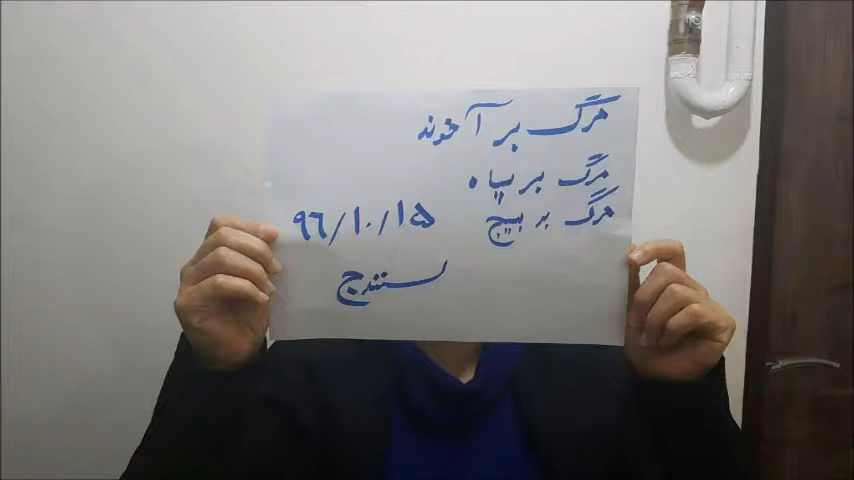 مرگ بر آخوند
مرگ بر سپاه
مرگ بر بسیج ۹۶/۱۰/۱۵
سنندج